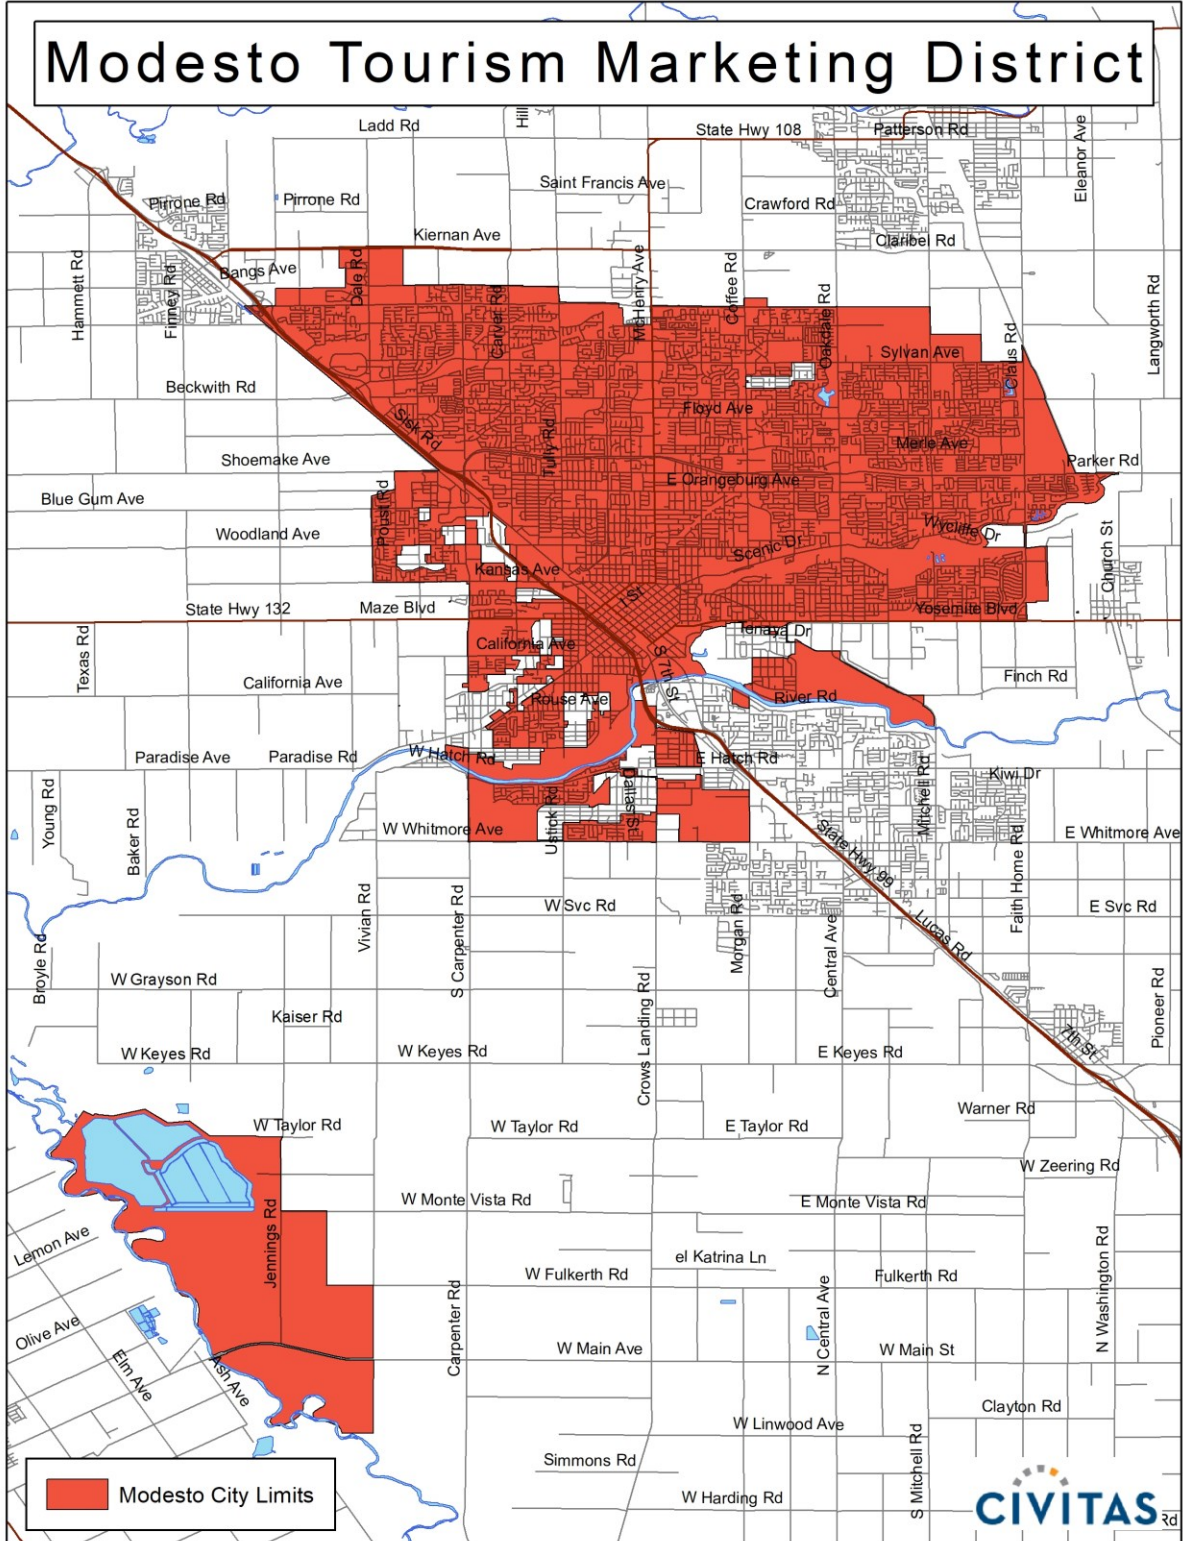 Modesto Tourism Marketing District
Ladd Rd
Hill
State Hwy 108
Patterson Rd
Eleanor Ave
Saint Francis Ave
Pirrone Rd
Pirrone Rd
Crawford Rd
Kiernan Ave
Claribel Rd
Hammett Rd
Finney Rd
Bangs Ave
Dale Rd
Carver Rd
McHenry Ave
Coffee Rd
Oakdale Rd
Langworth Rd
Claus Rd
Sylvan Ave
Beckwith Rd
Sisk Rd
Floyd Ave
Tully Rd
Merle Ave
Shoemake Ave
Parker Rd
E Orangeburg Ave
Blue Gum Ave
Poust Rd
Woodland Ave
Wycliffe Dr
Scenic Dr
Church St
Kansas Ave
I St
State Hwy 132
Maze Blvd
Yosemite Blvd
Texas Rd
California Ave
Tenaya Dr
S 7th St
California Ave
Finch Rd
Rouse Ave
River Rd
Paradise Ave
Paradise Rd
W Hatch Rd
E Hatch Rd
Kiwi Dr
Young Rd
Baker Rd
Ustick Rd
Dallas St
Mitchell Rd
W Whitmore Ave
State Hwy 99
Faith Home Rd
E Whitmore Ave
Vivian Rd
S Carpenter Rd
W Svc Rd
Morgan Rd
Central Ave
Lucas Rd
E Svc Rd
Broyle Rd
W Grayson Rd
Crows Landing Rd
Pioneer Rd
Kaiser Rd
W Keyes Rd
W Keyes Rd
E Keyes Rd
7th St
Warner Rd
W Taylor Rd
W Taylor Rd
E Taylor Rd
W Zeering Rd
W Monte Vista Rd
E Monte Vista Rd
Lemon Ave
Jennings Rd
el Katrina Ln
N Washington Rd
W Fulkerth Rd
Fulkerth Rd
Olive Ave
Carpenter Rd
N Central Ave
W Main Ave
W Main St
Elm Ave
Ash Ave
Clayton Rd
W Linwood Ave
S Mitchell Rd
Simmons Rd
W Harding Rd
Modesto City Limits
CIVITAS
Rd